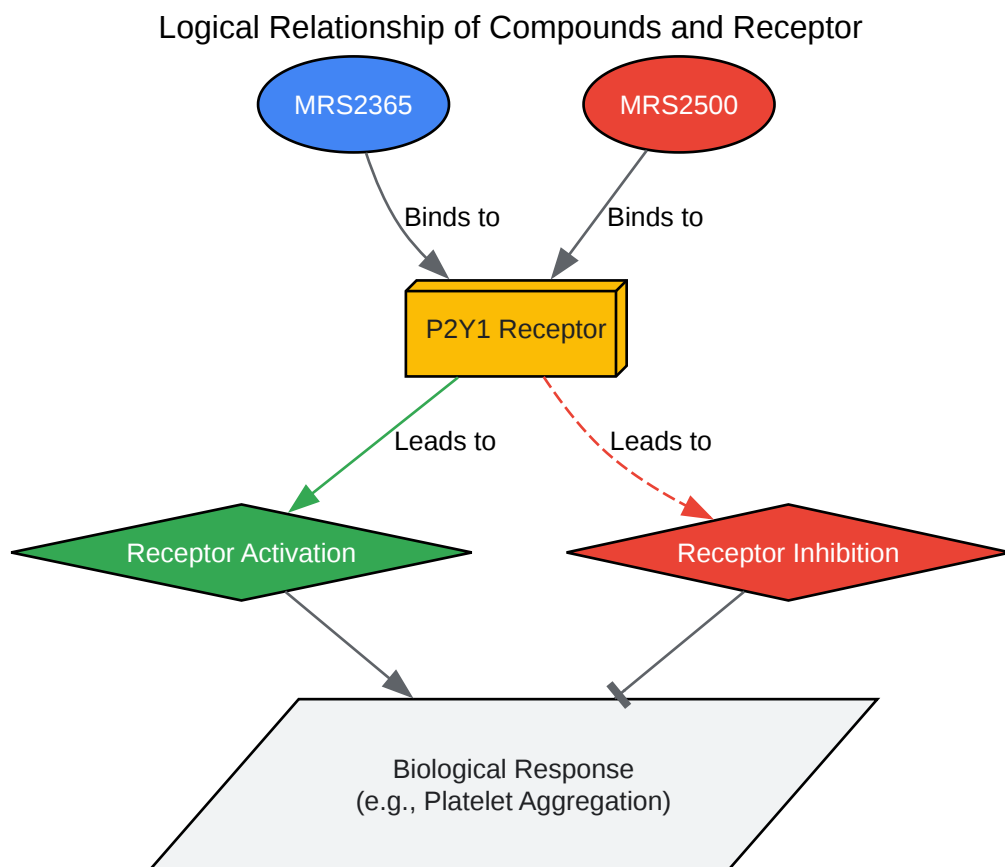 Logical Relationship of Compounds and Receptor
MRS2365
MRS2500
Binds to
Binds to
P2Y1 Receptor
Leads to
Leads to
Receptor Activation
Receptor Inhibition
Biological Response
(e.g., Platelet Aggregation)